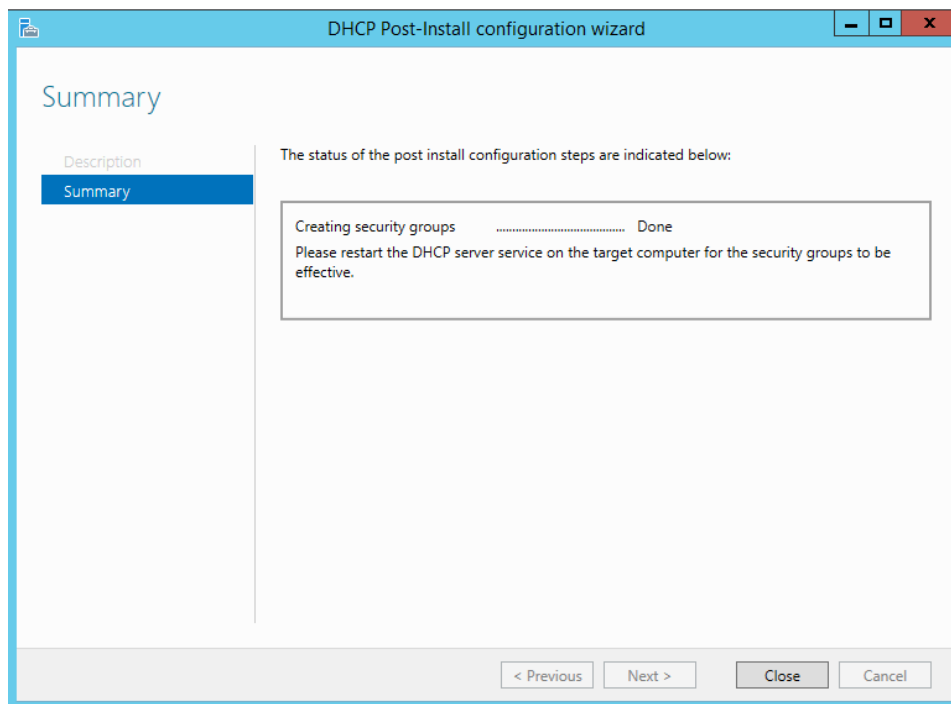 DHCP Post-Install configuration wizard
x
Summary
Description
Summary
The status of the post install configuration steps are indicated below:
Creating security groups ........................................ Done
Please restart the DHCP server service on the target computer for the security groups to be
effective.
< Previous
Next >
Close
Cancel